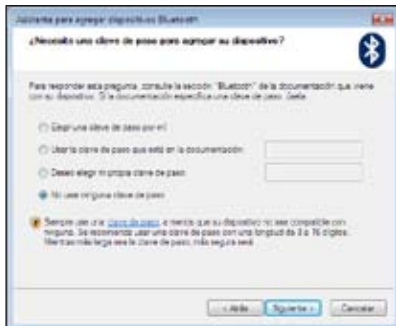 Asistente para agregar dispositivos Bluetooth
¿Necesita una clave de paso para agregar su dispositivo?
Para responder esta pregunta, consulte la sección "Bluetooth" de la documentación que viene
con su dispositivo. Si la documentación especifica una clave de paso, úsela.
Elegir una clave de paso por mí
Usar la clave de paso que está en la documentación:
Deseo elegir mi propia clave de paso:
No usar ninguna clave de paso
Siempre use una clave de paso, a menos que su dispositivo no sea compatible con
ninguna. Se recomienda usar una clave de paso con una longitud de 8 a 16 dígitos.
Mientras más larga sea la clave de paso, más segura será.
< Atrás
Siguiente >
Cancelar